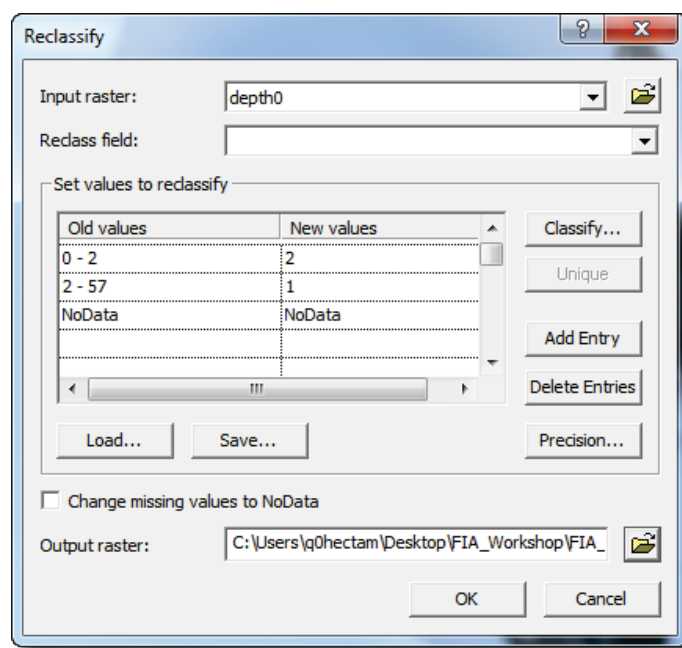 Reclassify
Input raster: depth0
Reclass field:
Set values to reclassify
Old values New values
0 - 2 2
2 - 57 1
NoData NoData
Classify...
Unique
Add Entry
Delete Entries
Load... Save... Precision...
Change missing values to NoData
Output raster: C:\Users\q0hectam\Desktop\FIA_Workshop\FIA_
OK Cancel